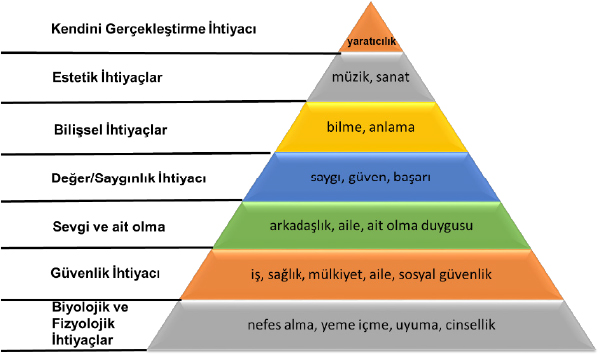 Kendini Gerçekleştirme İhtiyacı
yaratıcılık
Estetik İhtiyaçlar
müzik, sanat
Bilişsel İhtiyaçlar
bilme, anlama
Değer/Saygınlık İhtiyacı
saygı, güven, başarı
Sevgi ve ait olma
arkadaşlık, aile, ait olma duygusu
Güvenlik İhtiyacı
iş, sağlık, mülkiyet, aile, sosyal güvenlik
Biyolojik ve
Fizyolojik
İhtiyaçlar
nefes alma, yeme içme, uyuma, cinsellik